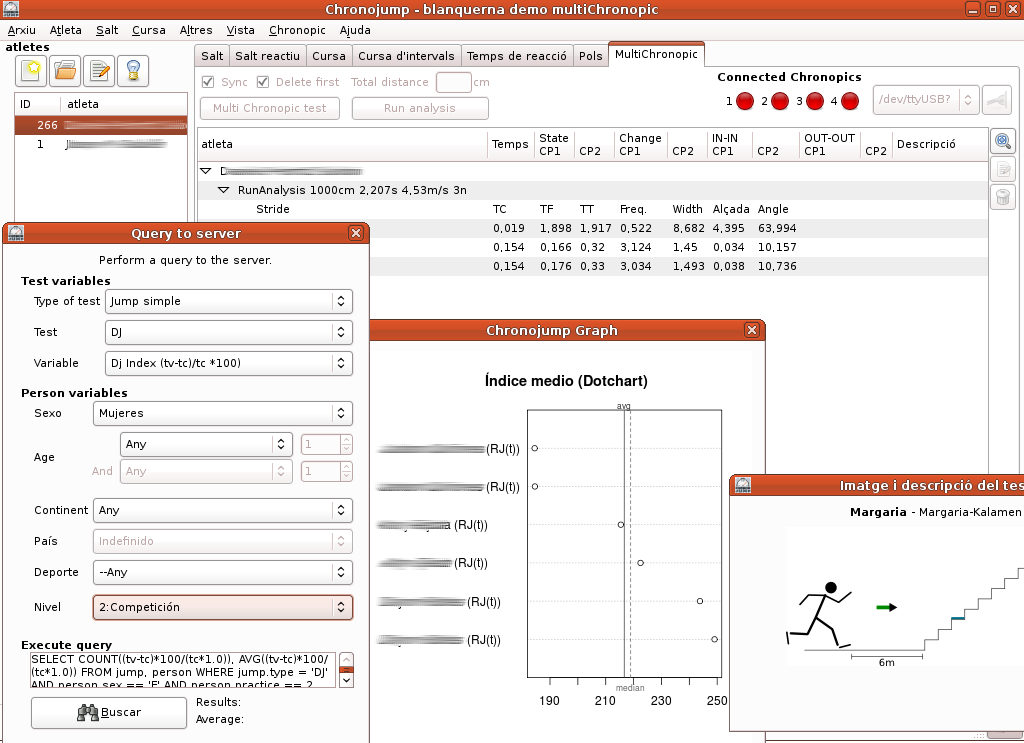 Chronojump - blanquerna demo multiChronopic
Arxiu Atleta Salt Cursa Altres Vista Chronopic Ajuda
atletes
ID atleta
266
1
Salt Salt reactiu Cursa Cursa d'intervals Temps de reacció Pols MultiChronopic
Sync Delete first Total distance cm
Multi Chronopic test Run analysis
Connected Chronopics
1 2 3 4 /dev/ttyUSB?
atleta Temps State CP1 CP2 Change CP1 CP2 IN-IN CP1 CP2 OUT-OUT CP1 CP2 Descripció
RunAnalysis 1000cm 2,207s 4,53m/s 3n
Stride TC TF TT Freq. Width Alçada Angle
0,019 1,898 1,917 0,522 8,682 4,395 63,994
0,154 0,166 0,32 3,124 1,45 0,034 10,157
0,154 0,176 0,33 3,034 1,493 0,038 10,736
Query to server
Perform a query to the server.
Test variables
Type of test Jump simple
Test DJ
Variable Dj Index (tv-tc)/tc *100)
Person variables
Sexo Mujeres
Age Any 1
And Any 1
Continent Any
País Indefinido
Deporte --Any
Nivel 2:Competición
Execute query
SELECT COUNT((tv-tc)*100/(tc*1.0)), AVG((tv-tc)*100/
(tc*1.0)) FROM jump, person WHERE jump.type = 'DJ'
AND person.sex == 'F' AND person.practice == 2
Buscar
Results:
Average:
Chronojump Graph
Índice medio (Dotchart)
avg
(RJ(t))
(RJ(t))
(RJ(t))
(RJ(t))
(RJ(t))
(RJ(t))
median
190 210 230 250
Imatge i descripció del tes
Margaria - Margaria-Kalamen
6m